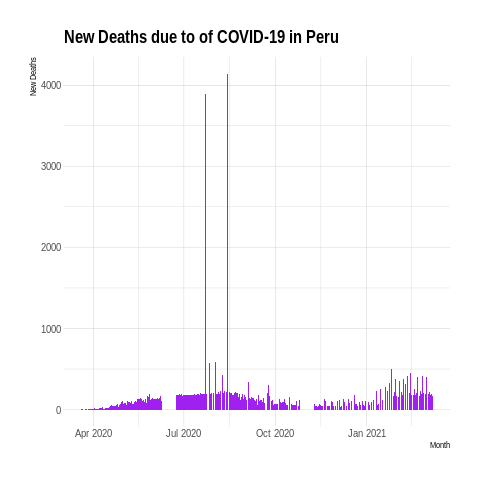 New Deaths due to of COVID-19 in Peru
New Deaths
4000
3000
2000
1000
0
Apr 2020 Jul 2020 Oct 2020 Jan 2021
Month